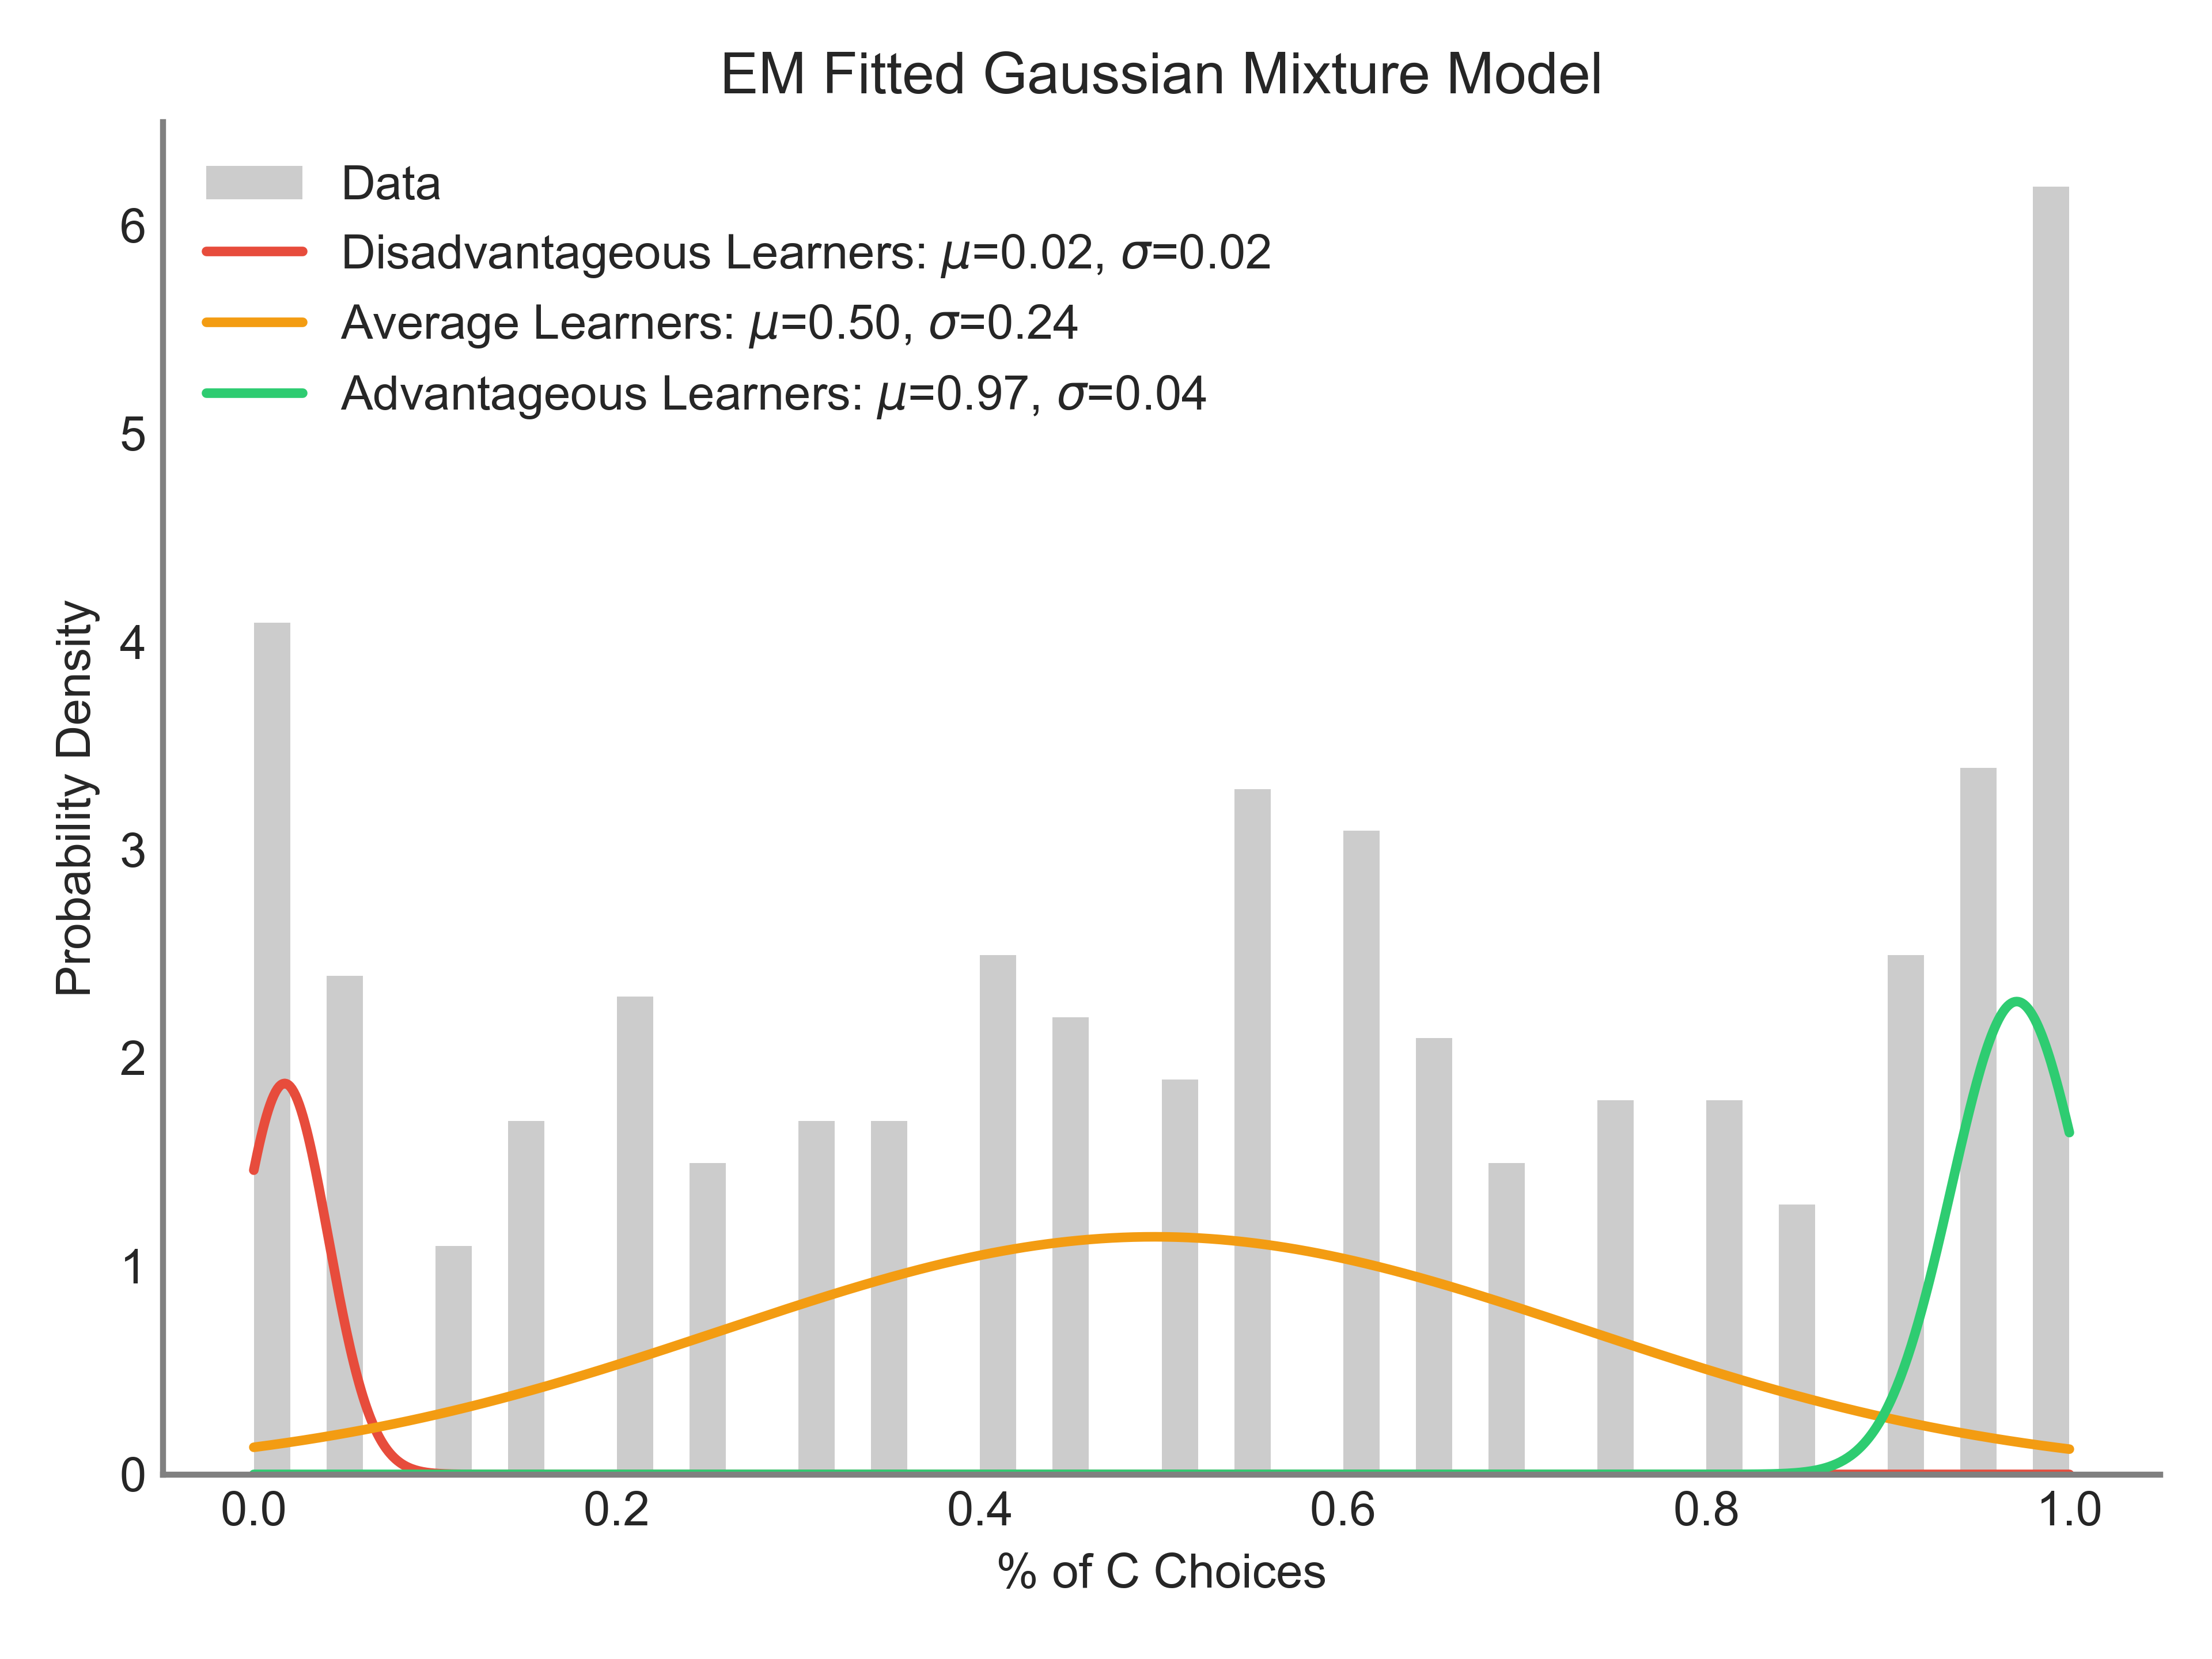 EM Fitted Gaussian Mixture Model
Data
Disadvantageous Learners: μ=0.02, σ=0.02
Average Learners: μ=0.50, σ=0.24
Advantageous Learners: μ=0.97, σ=0.04
Probability Density
6
5
4
3
2
1
0
0.0 0.2 0.4 0.6 0.8 1.0
% of C Choices